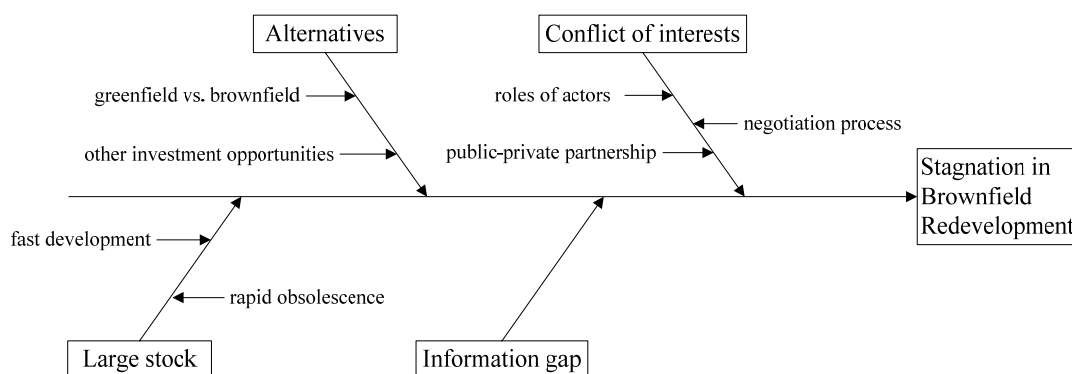 Alternatives
Conflict of interests
greenfield vs. brownfield
roles of actors
negotiation process
other investment opportunities
public-private partnership
Stagnation in
Brownfield
Redevelopment
fast development
rapid obsolescence
Large stock
Information gap